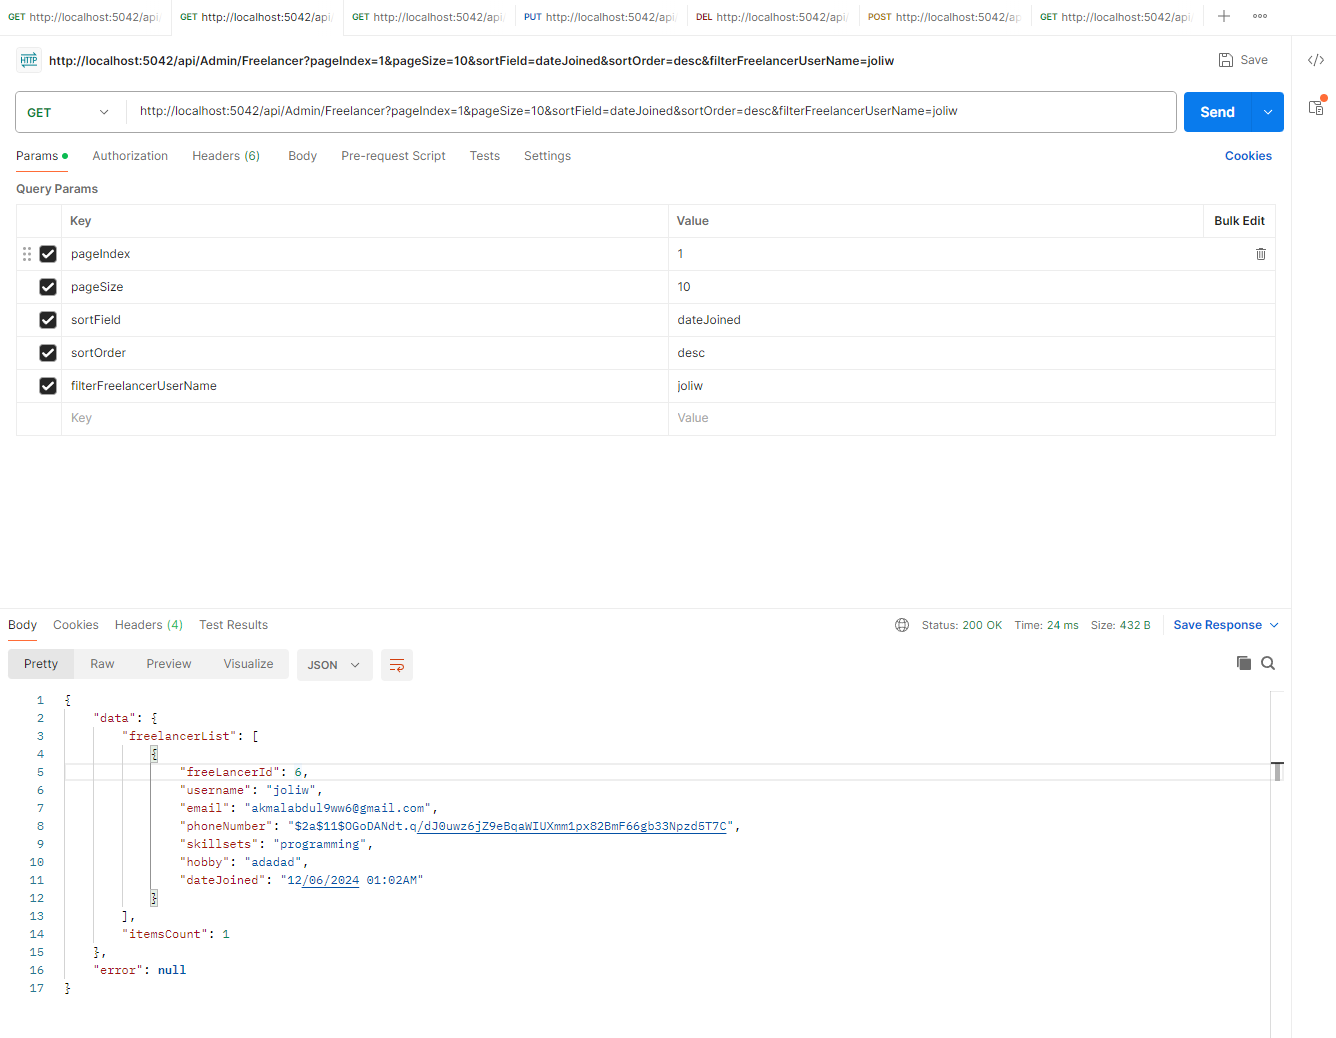 GET http://localhost:5042/api/ GET http://localhost:5042/api/ GET http://localhost:5042/api/ PUT http://localhost:5042/api/ DEL http://localhost:5042/api/ POST http://localhost:5042/ap GET http://localhost:5042/api/
HTTP http://localhost:5042/api/Admin/Freelancer?pageIndex=1&pageSize=10&sortField=dateJoined&sortOrder=desc&filterFreelancerUserName=joliw Save
GET http://localhost:5042/api/Admin/Freelancer?pageIndex=1&pageSize=10&sortField=dateJoined&sortOrder=desc&filterFreelancerUserName=joliw Send
Params Authorization Headers (6) Body Pre-request Script Tests Settings Cookies
Query Params
Key Value Bulk Edit
pageIndex 1
pageSize 10
sortField dateJoined
sortOrder desc
filterFreelancerUserName joliw
Key Value
Body Cookies Headers (4) Test Results Status: 200 OK Time: 24 ms Size: 432 B Save Response
Pretty Raw Preview Visualize JSON
1 {
2 "data": {
3 "freelancerList": [
4 {
5 "freeLancerId": 6,
6 "username": "joliw",
7 "email": "akmalabdul9ww6@gmail.com",
8 "phoneNumber": "$2a$11$OGoDANdt.q/dJ0uwz6jZ9eBqaWIUXmm1px82BmF66gb33Npzd5T7C",
9 "skillsets": "programming",
10 "hobby": "adadad",
11 "dateJoined": "12/06/2024 01:02AM"
12 }
13 ],
14 "itemsCount": 1
15 },
16 "error": null
17 }